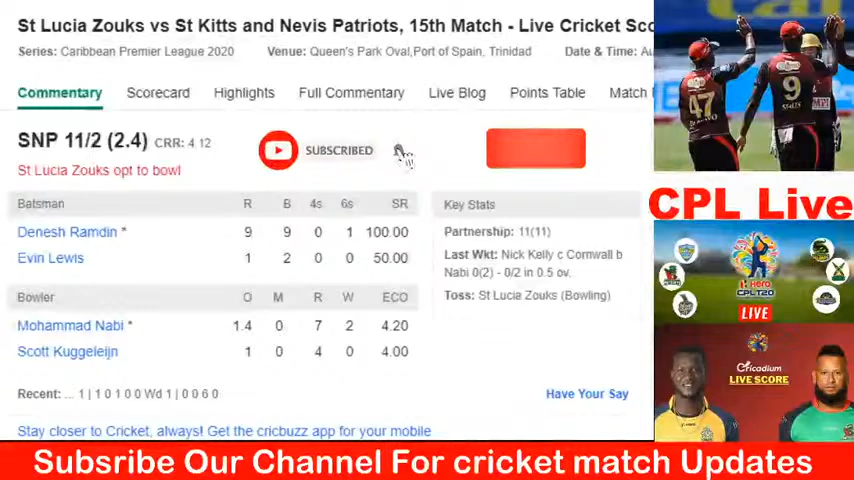 St Lucia Zouks vs St Kitts and Nevis Patriots, 15th Match - Live Cricket Sco
Series: Caribbean Premier League 2020 Venue: Queen's Park Oval,Port of Spain, Trinidad Date & Time: Au
Commentary Scorecard Highlights Full Commentary Live Blog Points Table Match
SNP 11/2 (2.4) CRR: 4.12
SUBSCRIBED
St Lucia Zouks opt to bowl
Batsman R B 4s 6s SR
Denesh Ramdin * 9 9 0 1 100.00
Evin Lewis 1 2 0 0 50.00
Bowler O M R W ECO
Mohammad Nabi * 1.4 0 7 2 4.20
Scott Kuggeleijn 1 0 4 0 4.00
Recent: ... 1 | 1 0 1 0 0 Wd 1 | 0 0 6 0
Key Stats
Partnership: 11(11)
Last Wkt: Nick Kelly c Cornwall b
Nabi 0(2) - 0/2 in 0.5 ov.
Toss: St Lucia Zouks (Bowling)
Have Your Say
Stay closer to Cricket, always! Get the cricbuzz app for your mobile
47
9
CPL Live
Hero
CPLT20
LIVE
Cricadium
LIVE SCORE
Subsribe Our Channel For cricket match Updates